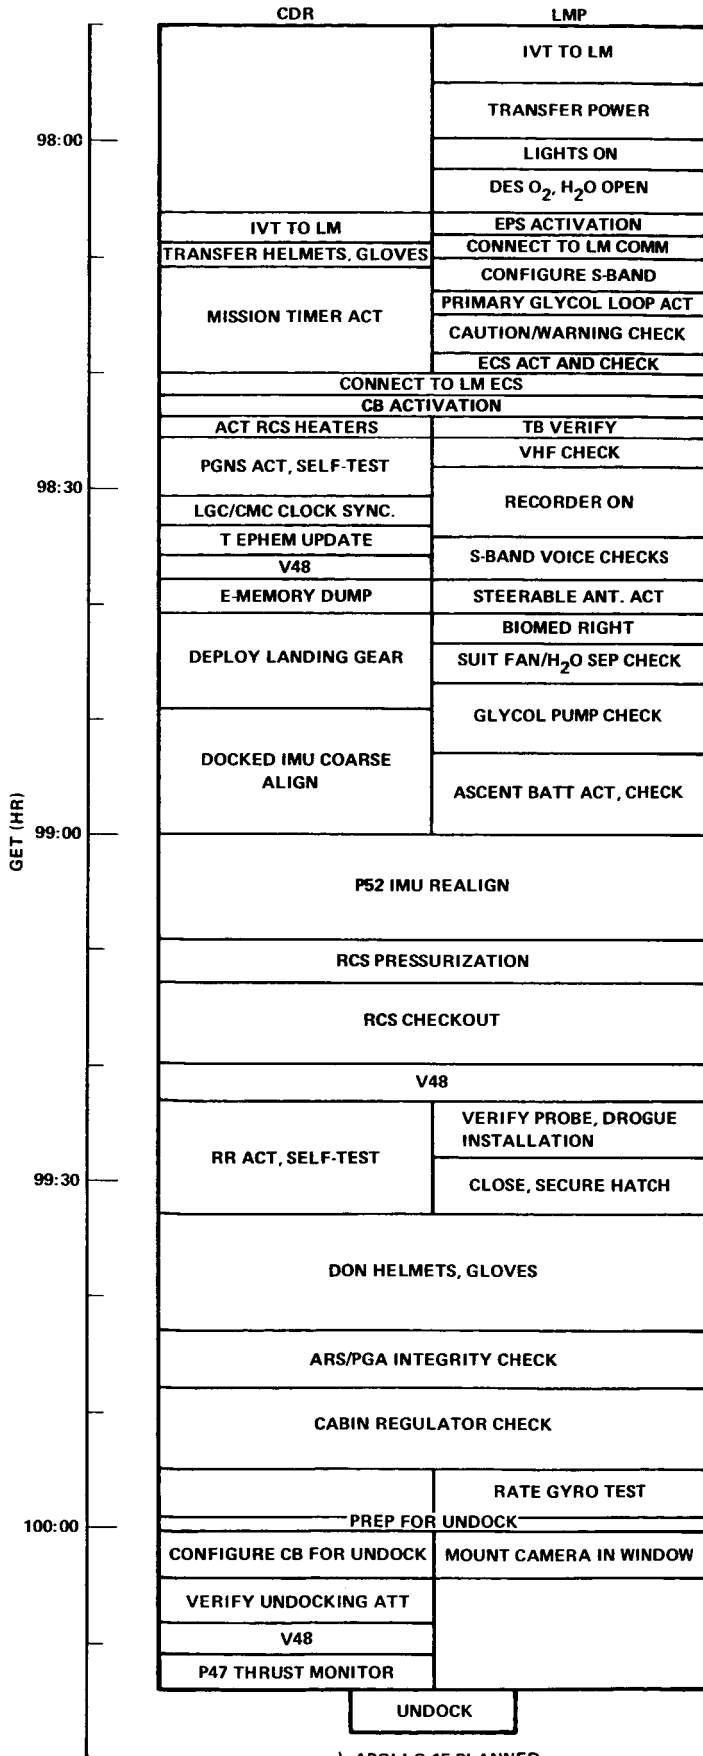 CDR LMP
IVT TO LM
TRANSFER POWER
98:00
LIGHTS ON
DES O2, H2O OPEN
IVT TO LM
EPS ACTIVATION
TRANSFER HELMETS, GLOVES
CONNECT TO LM COMM
CONFIGURE S-BAND
MISSION TIMER ACT
PRIMARY GLYCOL LOOP ACT
CAUTION/WARNING CHECK
ECS ACT AND CHECK
CONNECT TO LM ECS
CB ACTIVATION
ACT RCS HEATERS
TB VERIFY
PGNS ACT, SELF-TEST
VHF CHECK
98:30
LGC/CMC CLOCK SYNC.
RECORDER ON
T EPHEM UPDATE
V48
S-BAND VOICE CHECKS
E-MEMORY DUMP
STEERABLE ANT. ACT
DEPLOY LANDING GEAR
BIOMED RIGHT
SUIT FAN/H2O SEP CHECK
GLYCOL PUMP CHECK
DOCKED IMU COARSE
ALIGN
ASCENT BATT ACT, CHECK
GET (HR)
99:00
P52 IMU REALIGN
RCS PRESSURIZATION
RCS CHECKOUT
V48
RR ACT, SELF-TEST
VERIFY PROBE, DROGUE
INSTALLATION
99:30
CLOSE, SECURE HATCH
DON HELMETS, GLOVES
ARS/PGA INTEGRITY CHECK
CABIN REGULATOR CHECK
RATE GYRO TEST
100:00
PREP FOR UNDOCK
CONFIGURE CB FOR UNDOCK
MOUNT CAMERA IN WINDOW
VERIFY UNDOCKING ATT
V48
P47 THRUST MONITOR
UNDOCK